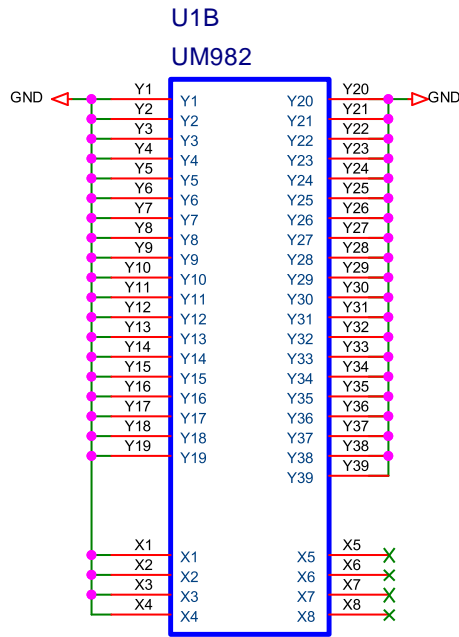 U1B
UM982
GND Y1 Y1 Y20 Y20 GND
Y2 Y2 Y21 Y21
Y3 Y3 Y22 Y22
Y4 Y4 Y23 Y23
Y5 Y5 Y24 Y24
Y6 Y6 Y25 Y25
Y7 Y7 Y26 Y26
Y8 Y8 Y27 Y27
Y9 Y9 Y28 Y28
Y10 Y10 Y29 Y29
Y11 Y11 Y30 Y30
Y12 Y12 Y31 Y31
Y13 Y13 Y32 Y32
Y14 Y14 Y33 Y33
Y15 Y15 Y34 Y34
Y16 Y16 Y35 Y35
Y17 Y17 Y36 Y36
Y18 Y18 Y37 Y37
Y19 Y19 Y38 Y38
Y39 Y39
X1 X1 X5 X5
X2 X2 X6 X6
X3 X3 X7 X7
X4 X4 X8 X8